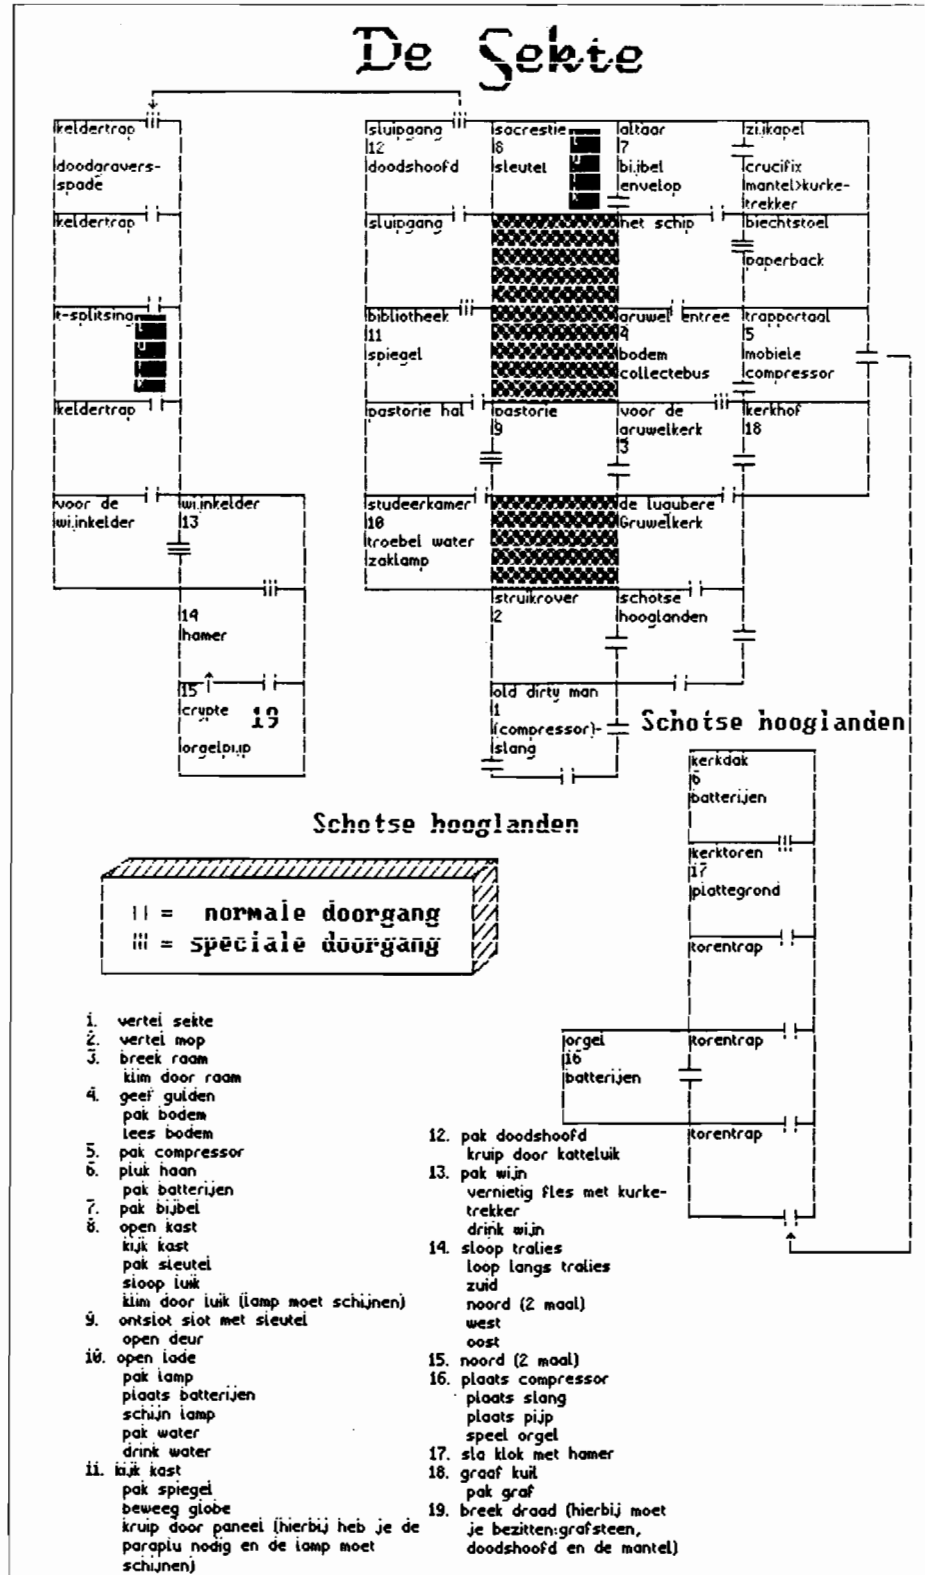 De Sekte
keldertrap
doodgravers-
spade
keldertrap
t-splitsing
L
U
I
K
keldertrap
voor de
wijnkelder
wijnkelder
13
14
hamer
15
crypte 19
orgelpijp
sluipgang
12
doodshoofd
sacrestie
8
sleutel
L
U
I
K
altaar
7
bijbel
envelop
zijkapel
crucifix
mantel>kurke-
trekker
sluipgang
het schip
biechtstoel
paperback
bibliotheek
11
spiegel
gruwel entree
4
bodem
collectebus
trapportaal
5
mobiele
compressor
pastorie hal
pastorie
9
voor de
gruwelkerk
3
kerkhof
18
studeerkamer
10
troebel water
zaklamp
de lugubere
Gruwelkerk
struikrover
2
schotse
hooglanden
old dirty man
1
(compressor)-
slang
Schotse hooglanden
kerkdak
6
batterijen
kerktoren
17
plattegrond
torentrap
orgel
16
batterijen
torentrap
torentrap
Schotse hooglanden
|| = normale doorgang
||| = speciale doorgang
1. vertel sekte
2. vertel mop
3. breek raam
klim door raam
4. geef gulden
pak bodem
lees bodem
5. pak compressor
6. pluk haan
pak batterijen
7. pak bijbel
8. open kast
kijk kast
pak sleutel
sloop luik
klim door luik (lamp moet schijnen)
9. ontslot slot met sleutel
open deur
10. open lade
pak lamp
plaats batterijen
schijn lamp
pak water
drink water
11. kijk kast
pak spiegel
beweeg globe
kruip door paneel (hierbij heb je de
paraplu nodig en de lamp moet
schijnen)
12. pak doodshoofd
kruip door katteluik
13. pak wijn
vernietig fles met kurke-
trekker
drink wijn
14. sloop tralies
loop langs tralies
zuid
noord (2 maal)
west
oost
15. noord (2 maal)
16. plaats compressor
plaats slang
plaats pijp
speel orgel
17. sla klok met hamer
18. graaf kuil
pak graf
19. breek draad (hierbij moet
je bezitten:grafsteen,
doodshoofd en de mantel)